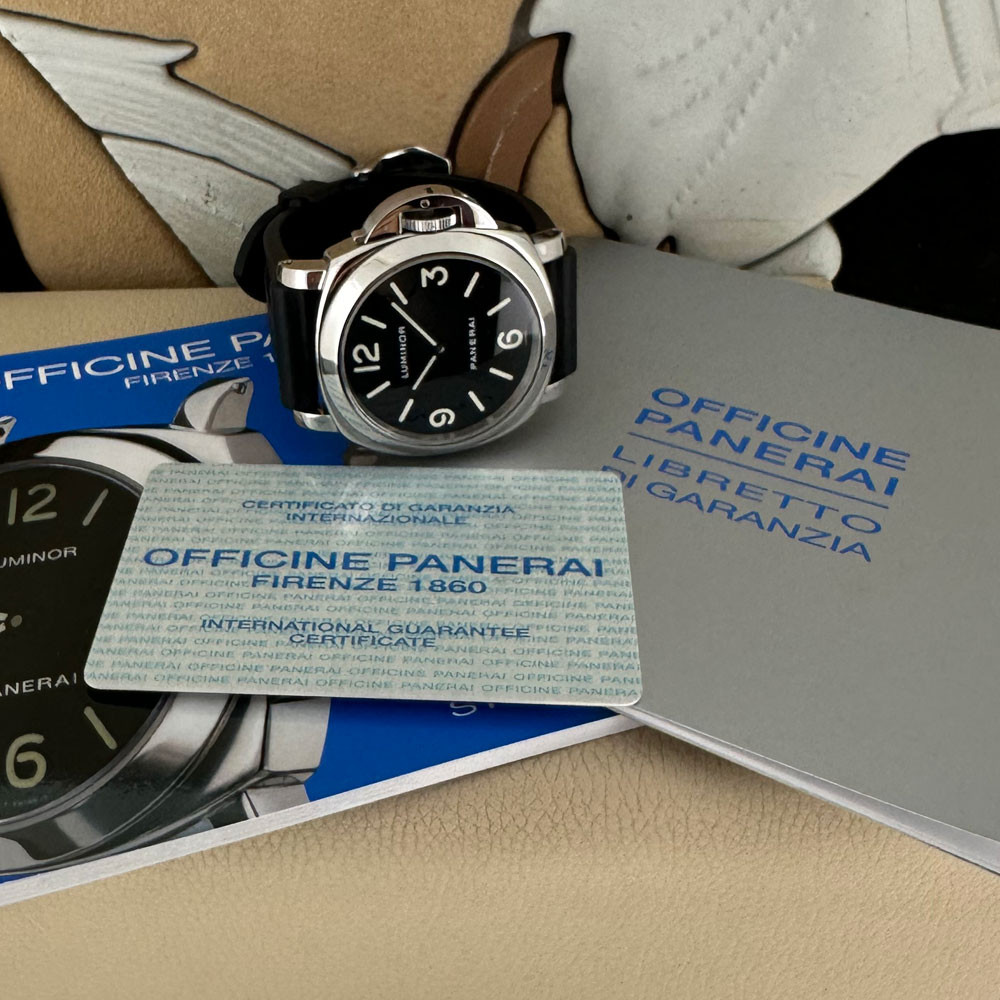 OFFICINE PA
FIRENZE 1
12
LUMINOR
PANERAI
6
12
3
6
9
LUMINOR
PANERAI
CERTIFICATO DI GARANZIA
INTERNAZIONALE
OFFICINE PANERAI
FIRENZE 1860
INTERNATIONAL GUARANTEE
CERTIFICATE
OFFICINE
PANERAI
LIBRETTO
DI GARANZIA